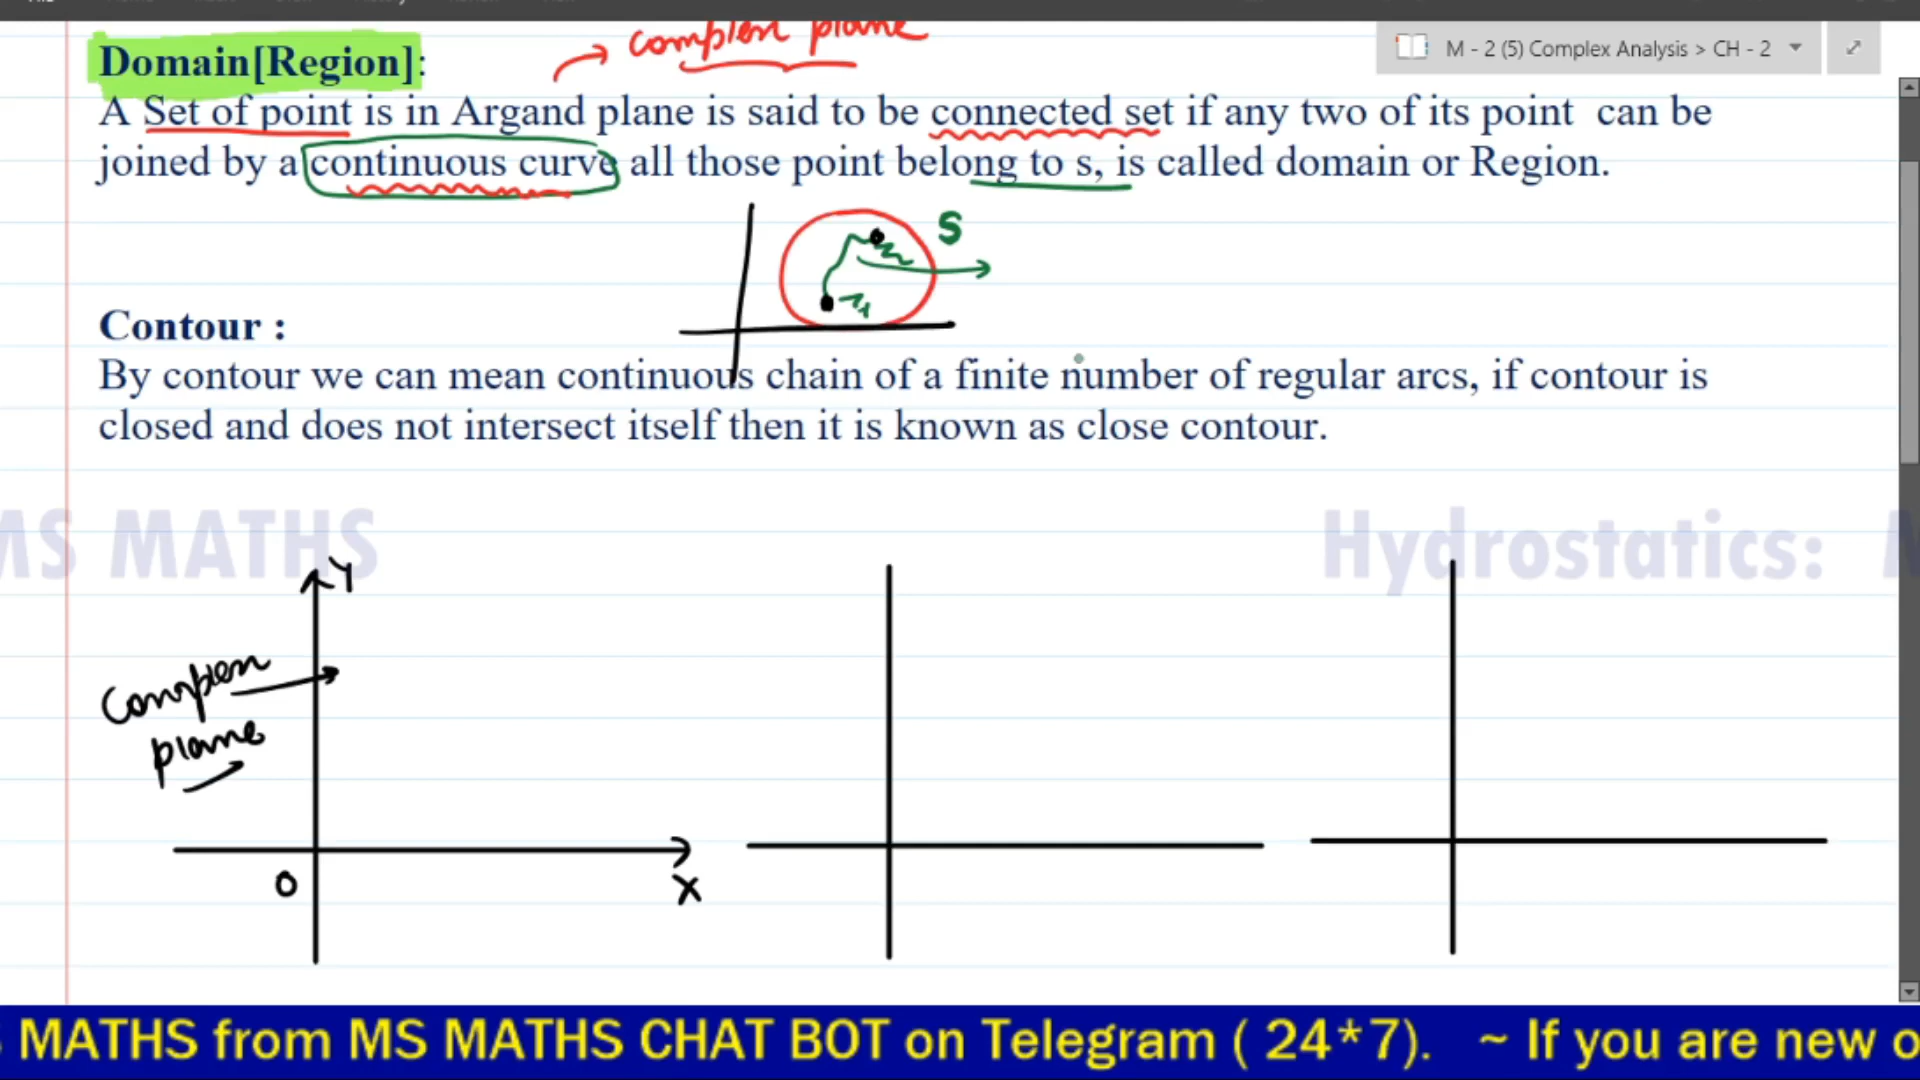 complex plane
M - 2 (5) Complex Analysis > CH - 2
Domain[Region]:
A Set of point is in Argand plane is said to be connected set if any two of its point can be
joined by a continuous curve all those point belong to s, is called domain or Region.
S
z1
Contour :
By contour we can mean continuous chain of a finite number of regular arcs, if contour is
closed and does not intersect itself then it is known as close contour.
MS MATHS
Hydrostatics: M
Y
Complex
plane
O
X
MATHS from MS MATHS CHAT BOT on Telegram ( 24*7). ~ If you are new o